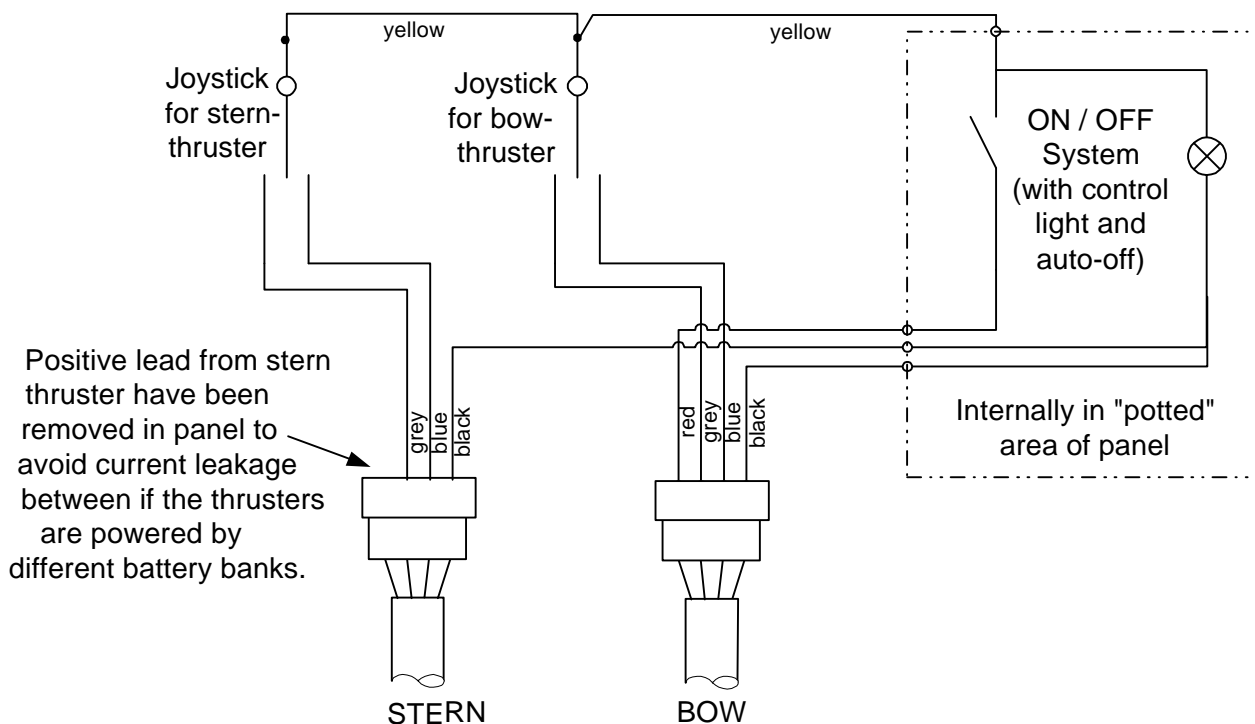 yellow
yellow
Joystick
for stern-
thruster
Joystick
for bow-
thruster
ON / OFF
System
(with control
light and
auto-off)
Positive lead from stern
thruster have been
removed in panel to
avoid current leakage
between if the thrusters
are powered by
different battery banks.
grey
blue
black
red
grey
blue
black
Internally in "potted"
area of panel
STERN
BOW